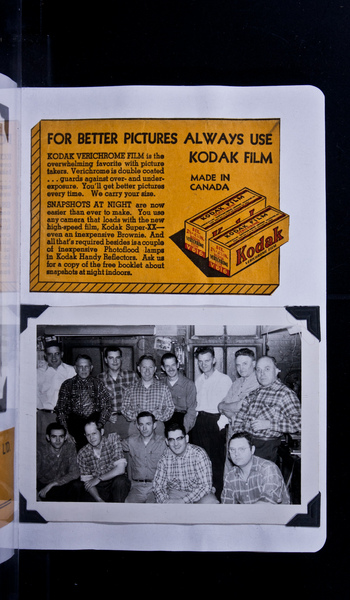 FOR BETTER PICTURES ALWAYS USE
KODAK FILM
KODAK VERICHROME FILM is the
overwhelming favorite with picture
takers. Verichrome is double coated
. . . guards against over- and under-
exposure. You'll get better pictures
every time. We carry your size.
SNAPSHOTS AT NIGHT are now
easier than ever to make. You use
any camera that loads with the new
high-speed film, Kodak Super-XX—
even an inexpensive Brownie. And
all that's required besides is a couple
of inexpensive Photoflood lamps
in Kodak Handy Reflectors. Ask us
for a copy of the free booklet about
snapshots at night indoors.
MADE IN
CANADA
KODAK FILM
KODAK FILM
Kodak
LTD.